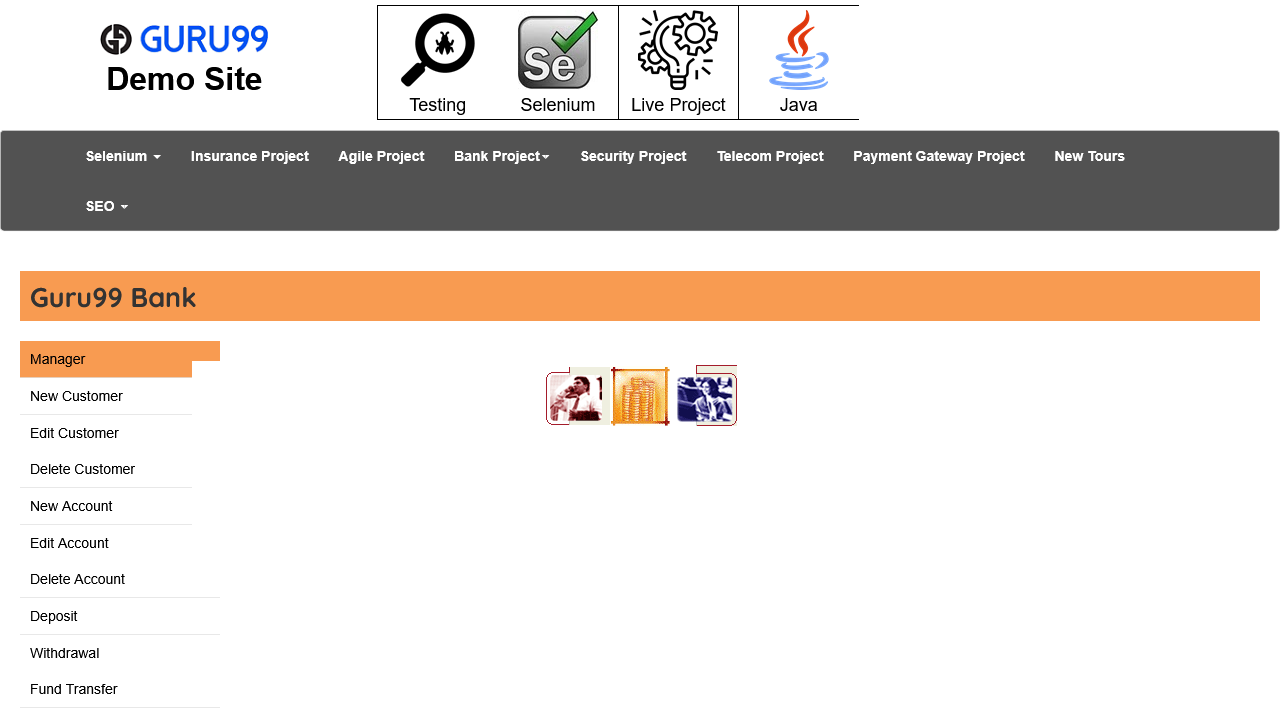 GURU99
Demo Site
Testing
Se
Selenium
Live Project
Java
Selenium Insurance Project Agile Project Bank Project Security Project Telecom Project Payment Gateway Project New Tours
SEO
Guru99 Bank
Manager
New Customer
Edit Customer
Delete Customer
New Account
Edit Account
Delete Account
Deposit
Withdrawal
Fund Transfer